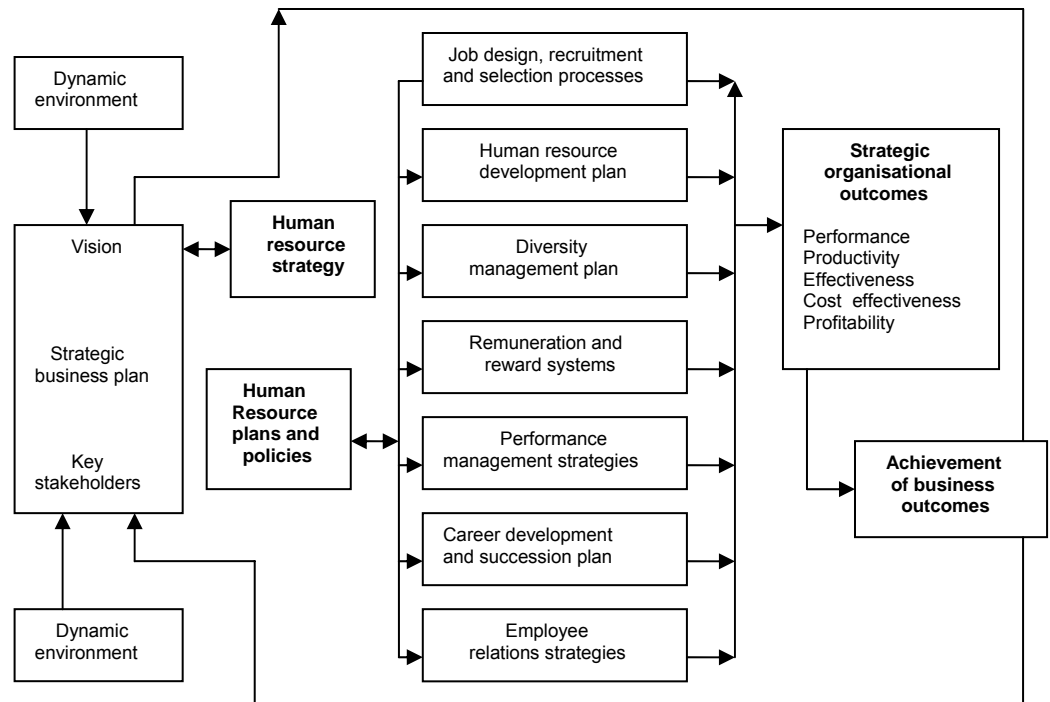 Dynamic
environment
Vision
Strategic
business plan
Key
stakeholders
Dynamic
environment
Human
resource
strategy
Human
Resource
plans and
policies
Job design, recruitment
and selection processes
Human resource
development plan
Diversity
management plan
Remuneration and
reward systems
Performance
management strategies
Career development
and succession plan
Employee
relations strategies
Strategic
organisational
outcomes
Performance
Productivity
Effectiveness
Cost effectiveness
Profitability
Achievement
of business
outcomes